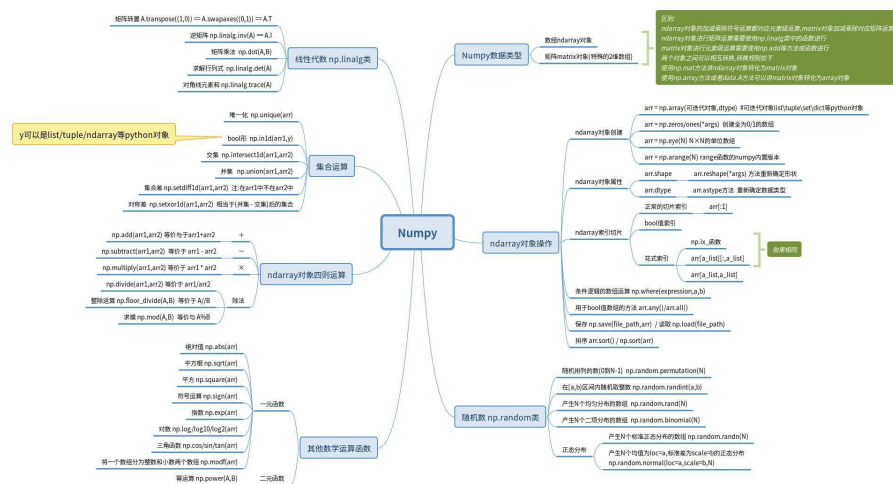 Numpy
线性代数 np.linalg类
矩阵转置 A.transpose((1,0)) == A.swapaxes((0,1)) == A.T
逆矩阵 np.linalg.inv(A) == A.I
矩阵乘法 np.dot(A,B)
求解行列式 np.linalg.det(A)
对角线元素和 np.linalg.trace(A)
集合运算
唯一化 np.unique(arr)
bool形 np.in1d(arr1,y)
y可以是list/tuple/ndarray等python对象
交集 np.intersect1d(arr1,arr2)
并集 np.union(arr1,arr2)
集合差 np.setdiff1d(arr1,arr2) 注:在arr1中不在arr2中
对称差 np.setxor1d(arr1,arr2) 相当于(并集 - 交集)后的集合
ndarray对象四则运算
np.add(arr1,arr2) 等价与于arr1+arr2
+
np.subtract(arr1,arr2) 等价于 arr1 - arr2
−
np.multiply(arr1,arr2) 等价于 arr1 * arr2
×
np.divide(arr1,arr2) 等价于 arr1/arr2
整除运算 np.floor_divide(A,B) 等价于 A//B
除法
求模 np.mod(A,B) 等价与 A%B
其他数学运算函数
一元函数
绝对值 np.abs(arr)
平方根 np.sqrt(arr)
平方 np.square(arr)
符号运算 np.sign(arr)
指数 np.exp(arr)
对数 np.log/log10/log2(arr)
三角函数 np.cos/sin/tan(arr)
将一个数组分为整数和小数两个数组 np.modf(arr)
幂运算 np.power(A,B)
二元函数
Numpy数据类型
数组ndarray对象
矩阵matrix对象(特殊的2维数组)
区别:
ndarray对象的加减乘除符号运算都对应元素级运算,matrix对象加减乘除对应矩阵运算
ndarray对象进行矩阵运算需要使用np.linalg类中的函数进行
matrix对象进行元素级运算需要使用np.add等方法或函数进行
两个对象之间可以相互转换,转换规则如下
使用np.mat方法讲ndarray对象转化为matrix对象
使用np.array方法或者data.A方法可以讲matrix对象转化为array对象
ndarray对象操作
ndarray对象创建
arr = np.array(可迭代对象,dtype) #可迭代对象list\tuple\set\dict等python对象
arr = np.zeros/ones(*args) 创建全为0/1的数组
arr = np.eye(N) N×N的单位数组
arr = np.arange(N) range函数的numpy内置版本
ndarray对象属性
arr.shape
arr.reshape(*args) 方法重新确定形状
arr.dtype
arr.astype方法 重新确定数据类型
ndarray索引切片
正常的切片索引
arr[:1]
bool值索引
花式索引
np.ix_函数
arr[a_list][:,a_list]
arr[a_list,a_list]
效果相同
条件逻辑的数组运算 np.where(expression,a,b)
用于bool值数组的方法 arr.any()/arr.all()
保存 np.save(file_path,arr) / 读取 np.load(file_path)
排序 arr.sort() / np.sort(arr)
随机数 np.random类
随机排列的数(0到N-1) np.random.permutation(N)
在[a,b)区间内随机取整数 np.random.randint(a,b)
产生N个均匀分布的数组 np.random.rand(N)
产生N个二项分布的数组 np.random.binomial(N)
正态分布
产生N个标准正态分布的数组 np.random.randn(N)
产生N个均值为loc=a,标准差为scale=b的正态分布
np.random.normal(loc=a,scale=b,N)